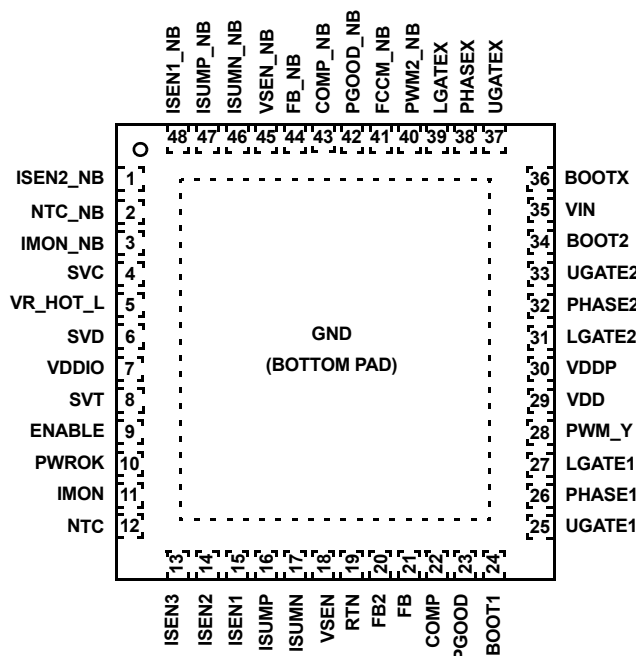 ISEN1_NB
ISUMP_NB
ISUMN_NB
VSEN_NB
FB_NB
COMP_NB
PGOOD_NB
FCCM_NB
PWM2_NB
LGATEX
PHASEX
UGATEX
48 47 46 45 44 43 42 41 40 39 38 37
ISEN2_NB 1
NTC_NB 2
IMON_NB 3
SVC 4
VR_HOT_L 5
SVD 6
VDDIO 7
SVT 8
ENABLE 9
PWROK 10
IMON 11
NTC 12
GND
(BOTTOM PAD)
36 BOOTX
35 VIN
34 BOOT2
33 UGATE2
32 PHASE2
31 LGATE2
30 VDDP
29 VDD
28 PWM_Y
27 LGATE1
26 PHASE1
25 UGATE1
13 14 15 16 17 18 19 20 21 22 23 24
ISEN3
ISEN2
ISEN1
ISUMP
ISUMN
VSEN
RTN
FB2
FB
COMP
PGOOD
BOOT1